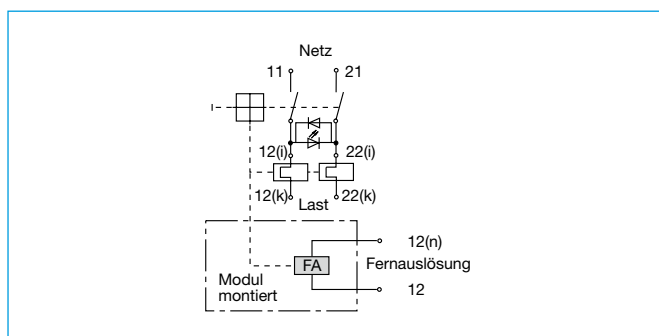 Netz
11 21
12(i) 22(i)
12(k) 22(k)
Last
12(n)
FA Fernauslösung
Modul
montiert
12